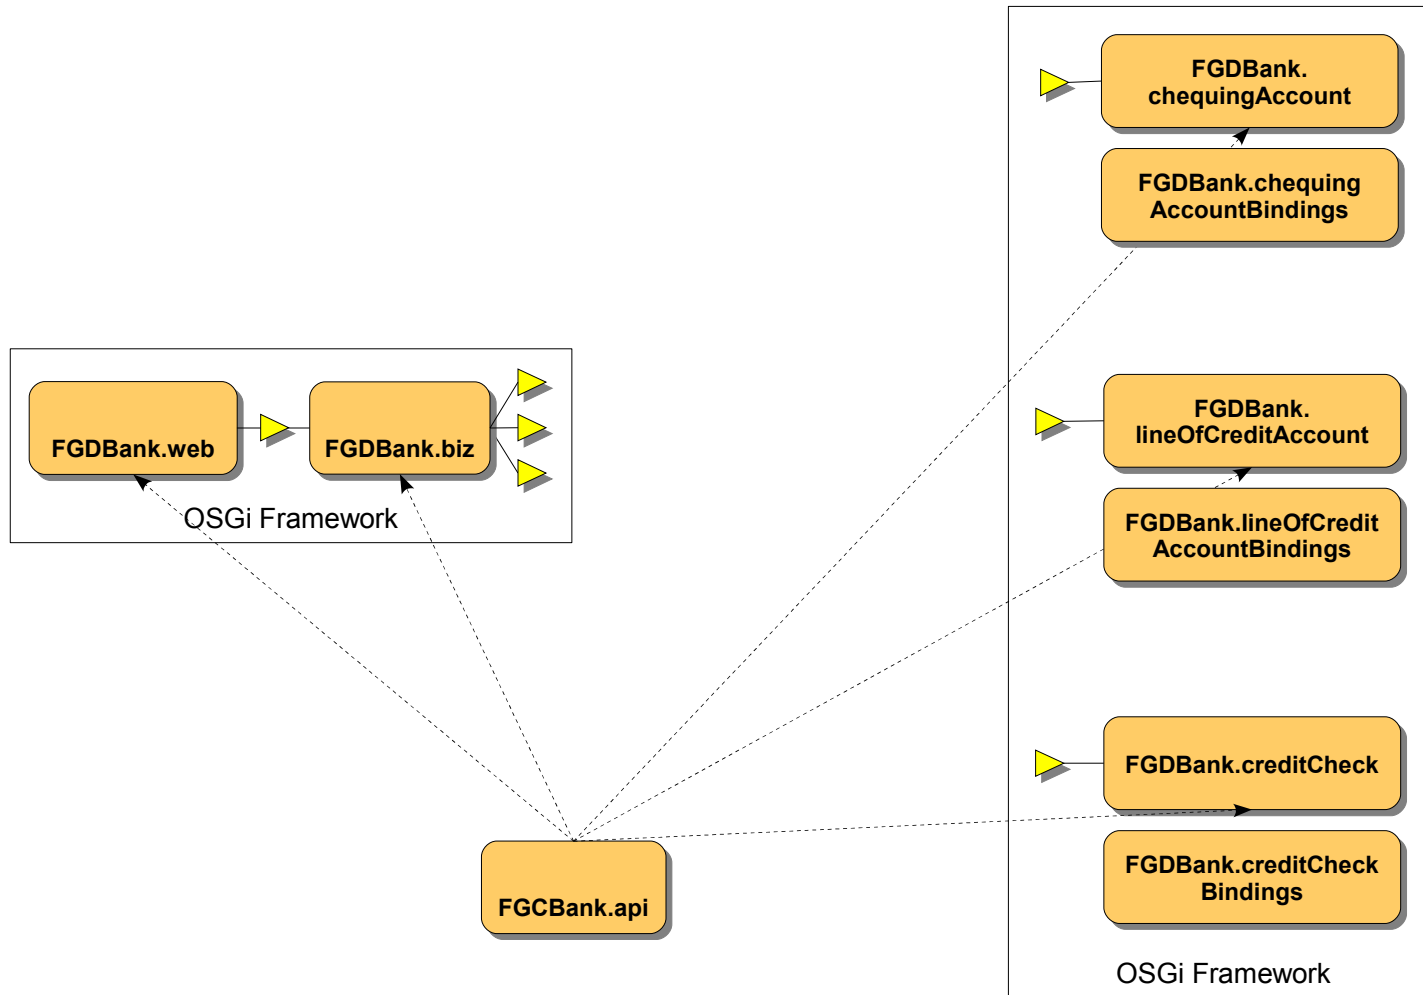 FGDBank.
chequingAccount
FGDBank.chequing
AccountBindings
FGDBank.web
FGDBank.biz
OSGi Framework
FGDBank.
lineOfCreditAccount
FGDBank.lineOfCredit
AccountBindings
FGDBank.creditCheck
FGDBank.creditCheck
Bindings
FGCBank.api
OSGi Framework